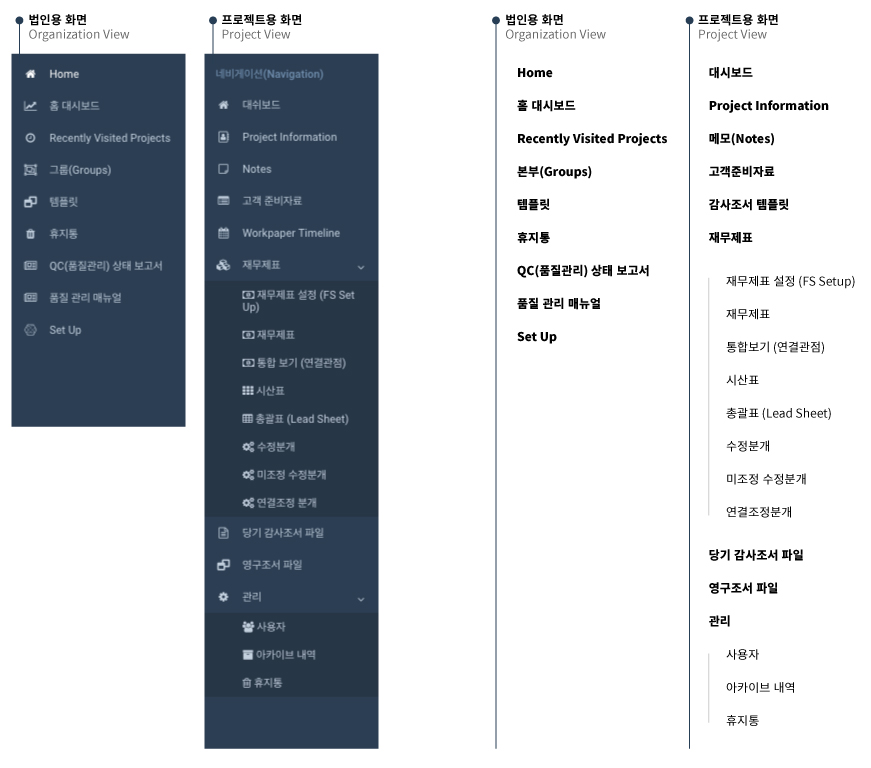 법인용 화면
Organization View
Home
홈 대시보드
Recently Visited Projects
그룹(Groups)
템플릿
휴지통
QC(품질관리) 상태 보고서
품질 관리 매뉴얼
Set Up
프로젝트용 화면
Project View
네비게이션(Navigation)
대쉬보드
Project Information
Notes
고객 준비자료
Workpaper Timeline
재무제표
재무제표 설정 (FS Set
Up)
재무제표
통합 보기 (연결관점)
시산표
총괄표 (Lead Sheet)
수정분개
미조정 수정분개
연결조정 분개
당기 감사조서 파일
영구조서 파일
관리
사용자
아카이브 내역
휴지통
법인용 화면
Organization View
Home
홀 대시보드
Recently Visited Projects
본부(Groups)
템플릿
휴지통
QC(품질관리) 상태 보고서
품질 관리 매뉴얼
Set Up
프로젝트용 화면
Project View
대시보드
Project Information
메모(Notes)
고객준비자료
감사조서 템플릿
재무제표
재무제표 설정 (FS Setup)
재무제표
통합보기 (연결관점)
시산표
총괄표 (Lead Sheet)
수정분개
미조정 수정분개
연결조정분개
당기 감사조서 파일
영구조서 파일
관리
사용자
아카이브 내역
휴지통